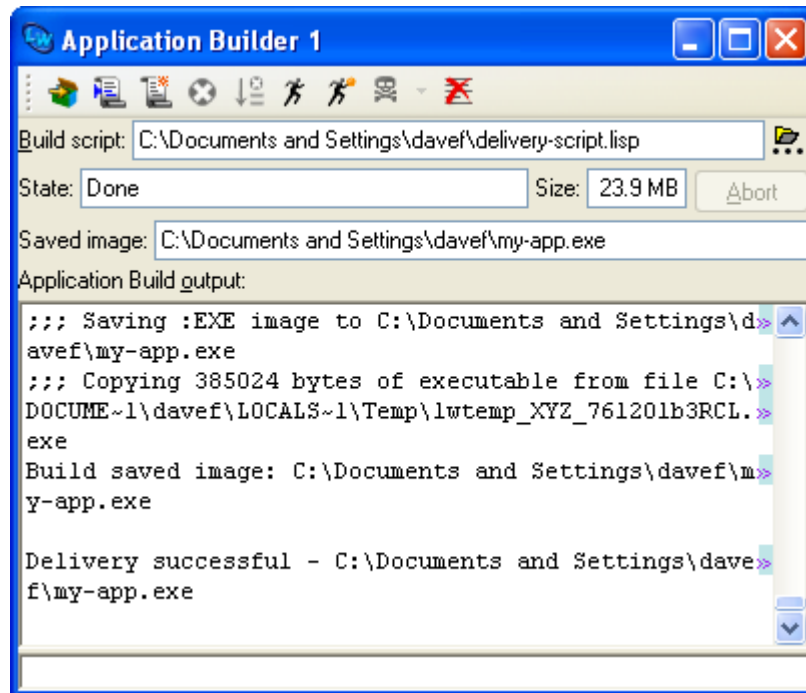 Application Builder 1
Build script: C:\Documents and Settings\davef\delivery-script.lisp
State: Done Size: 23.9 MB Abort
Saved image: C:\Documents and Settings\davef\my-app.exe
Application Build output:
;;; Saving :EXE image to C:\Documents and Settings\d»
avef\my-app.exe
;;; Copying 385024 bytes of executable from file C:\»
DOCUME~1\davef\LOCALS~1\Temp\lwtemp_XYZ_761201b3RCL.»
exe
Build saved image: C:\Documents and Settings\davef\m»
y-app.exe
Delivery successful - C:\Documents and Settings\dave»
f\my-app.exe